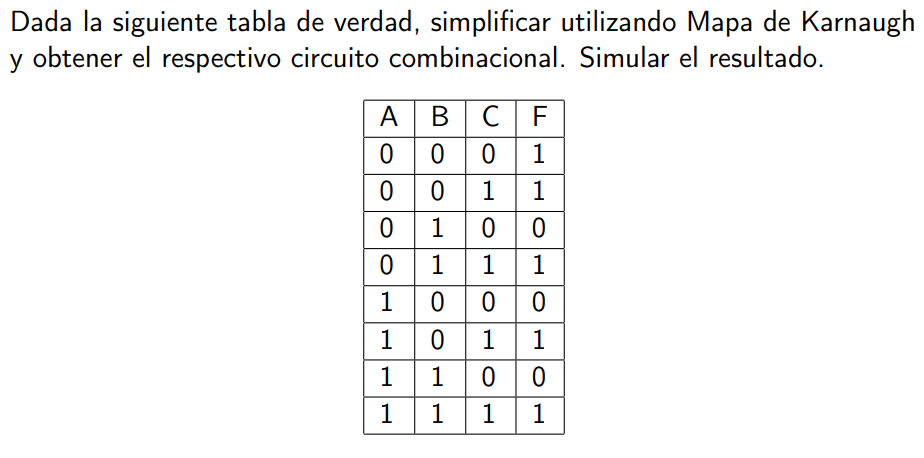 Dada la siguiente tabla de verdad, simplificar utilizando Mapa de Karnaugh
y obtener el respectivo circuito combinacional. Simular el resultado.
A B C F
0 0 0 1
0 0 1 1
0 1 0 0
0 1 1 1
1 0 0 0
1 0 1 1
1 1 0 0
1 1 1 1